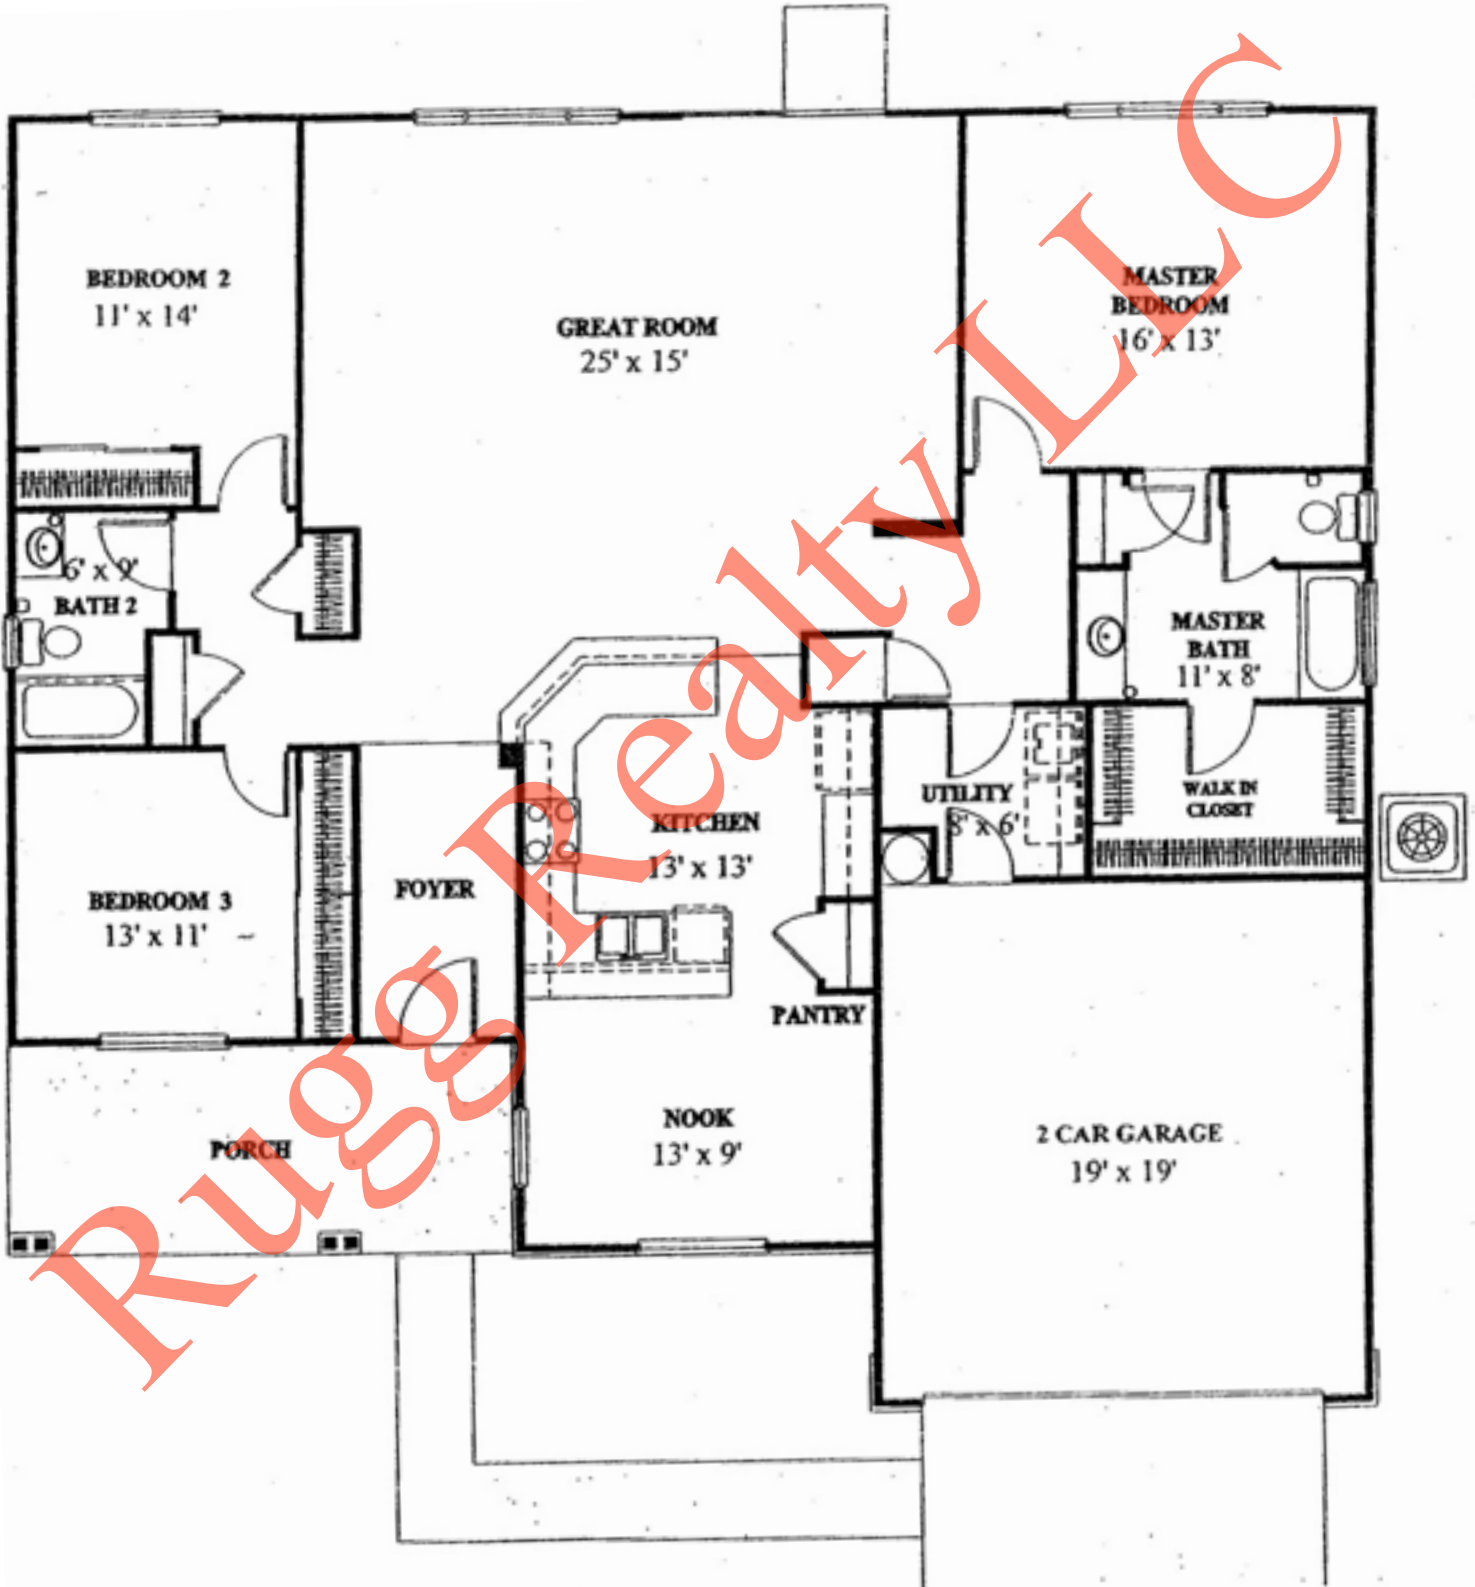 BEDROOM 2
11' x 14'
GREAT ROOM
25' x 15'
MASTER
BEDROOM
16' x 13'
6' x 9'
BATH 2
MASTER
BATH
11' x 8'
UTILITY
8' x 6'
WALK IN
CLOSET
KITCHEN
13' x 13'
FOYER
BEDROOM 3
13' x 11'
PANTRY
NOOK
13' x 9'
PORCH
2 CAR GARAGE
19' x 19'
Rugg Realty LLC